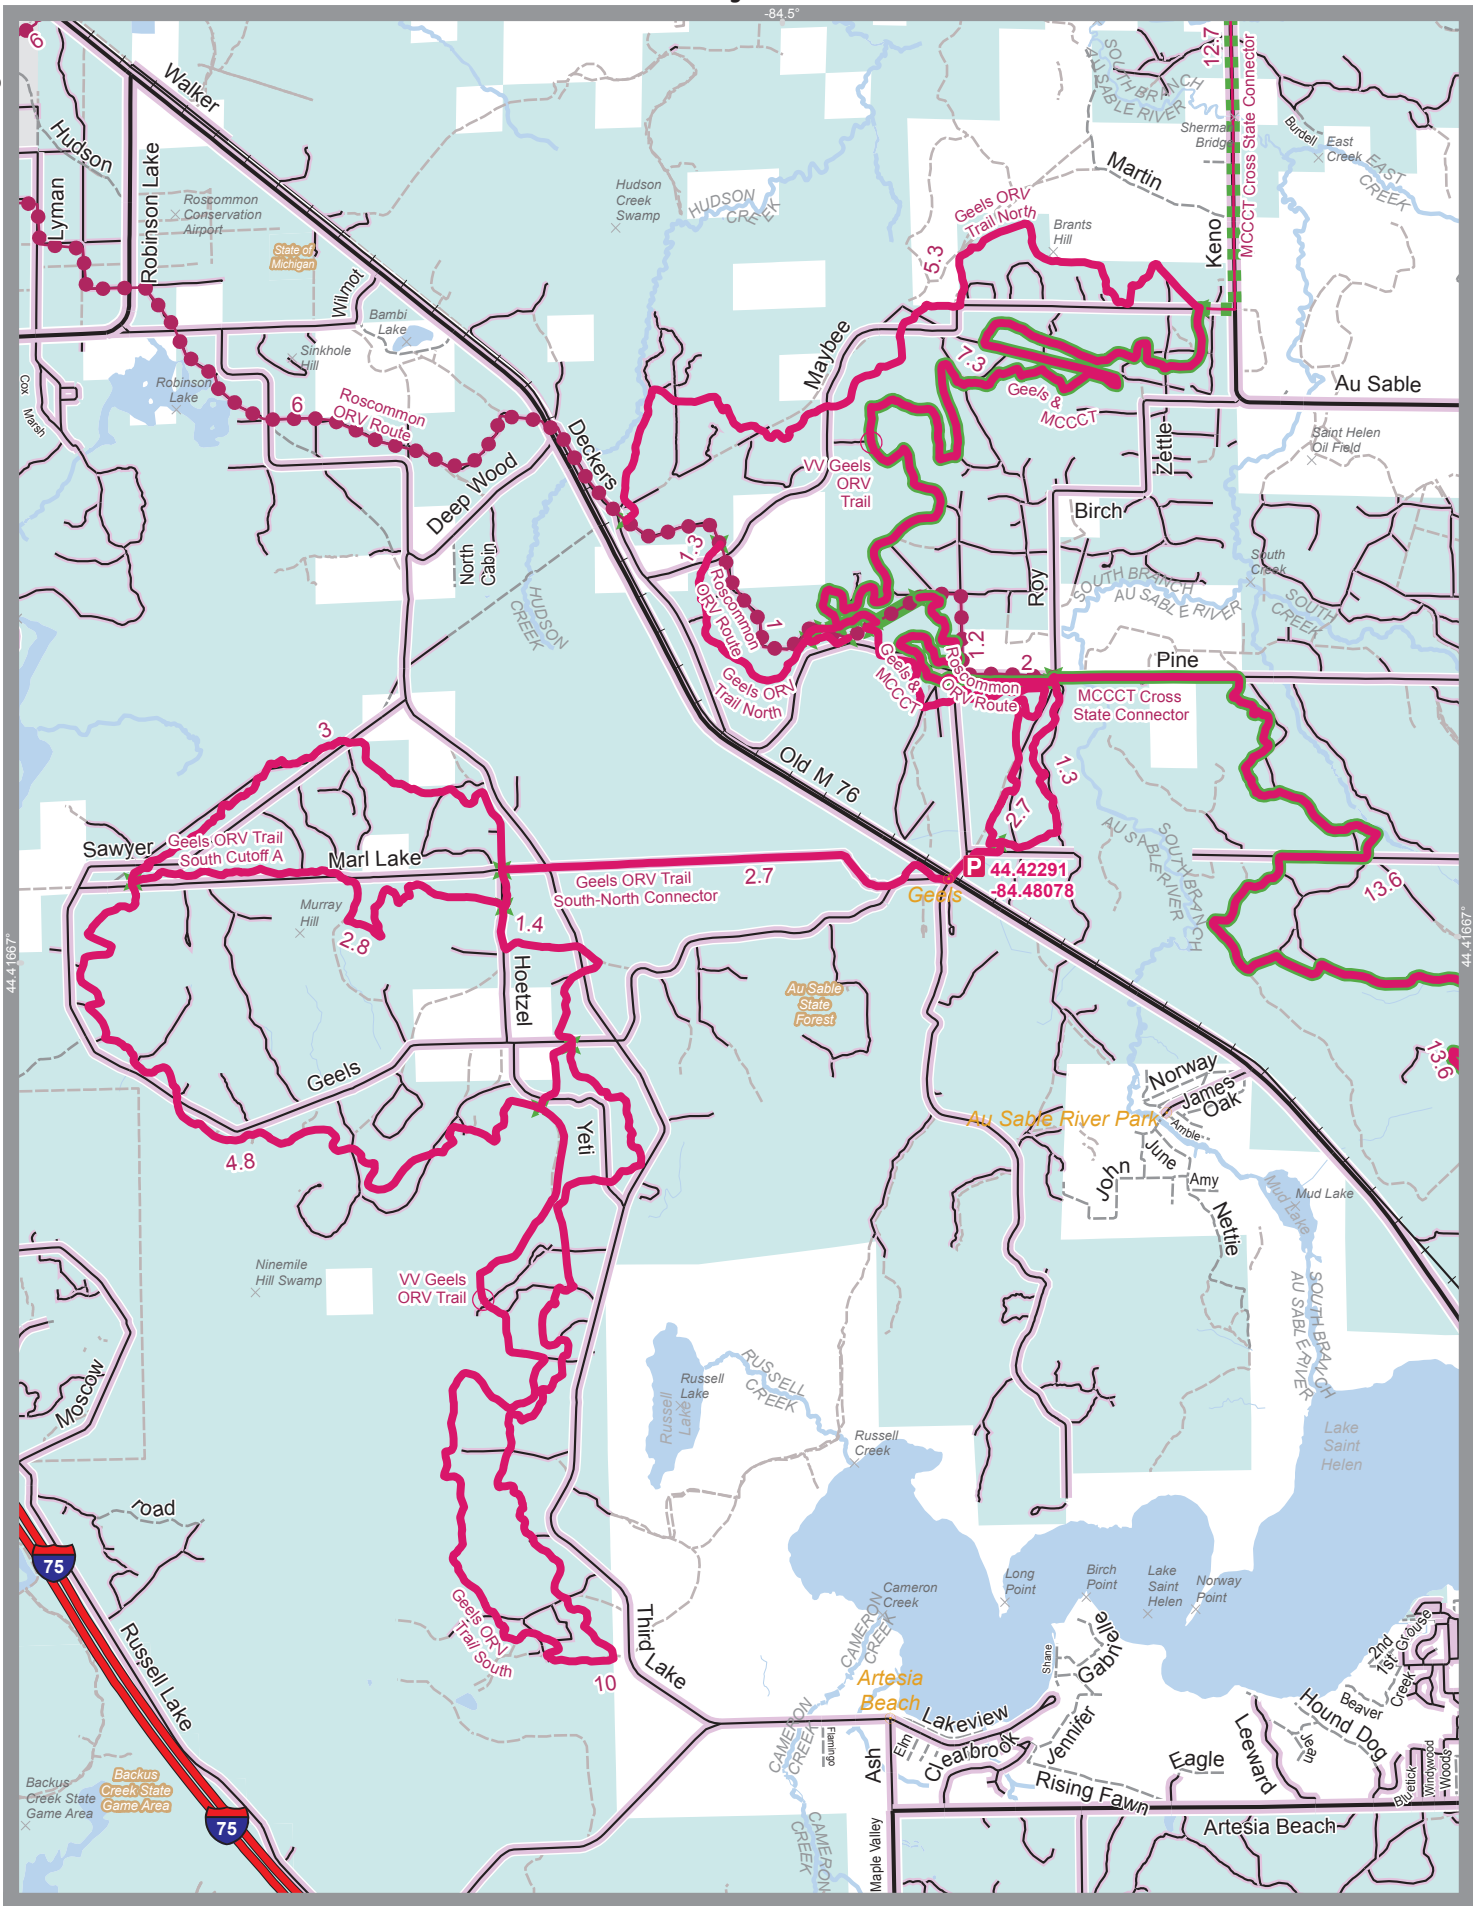 -84.5°
6
Walker
Hudson
Lyman
Robinson Lake
Roscommon
Conservation
Airport
State of
Michigan
Wilmot
Bambi
Lake
Sinkhole
Hill
Robinson
Lake
Cox
Marsh
6
Roscommon
ORV Route
Deep Wood
North
Cabin
Deckers
HUDSON
CREEK
Hudson
Creek
Swamp
HUDSON
CREEK
12.7
MCCCT Cross State Connector
SOUTH BRANCH
AU SABLE RIVER
Sherman
Bridge
Burdell
East
Creek
EAST
CREEK
Martin
Keno
Geels ORV
Trail North
Brants
Hill
5.3
Maybee
7.3
Geels &
MCCCT
Au Sable
Saint Helen
Oil Field
Zettle
VV Geels
ORV
Trail
Birch
Roy
South
Creek
SOUTH BRANCH
AU SABLE RIVER
SOUTH
CREEK
1.3
Roscommon
ORV Route
1
Geels ORV
Trail North
Geels &
MCCCT
Roscommon
ORV Route
1.2
2
Pine
MCCCT Cross
State Connector
1.3
2.7
Old M 76
3
Sawyer
Geels ORV Trail
South Cutoff A
Marl Lake
Murray
Hill
2.8
Geels ORV Trail
South-North Connector
2.7
1.4
P
44.42291
-84.48078
Geels
AU SABLE RIVER
SOUTH BRANCH
13.6
44.41667°
44.41667°
Hoetzel
Au Sable
State
Forest
13.6
Geels
4.8
Yeti
Norway
James
Oak
Au Sable River Park
Amble
June
John
Amy
Nettie
Mud Lake
Mud Lake
SOUTH BRANCH
AU SABLE RIVER
Ninemile
Hill Swamp
VV Geels
ORV Trail
Moscow
Russell
Lake
Russell
Lake
RUSSELL
CREEK
Russell
Creek
Lake
Saint
Helen
road
75
Russell Lake
75
Geels ORV
Trail South
10
Third Lake
Cameron
Creek
CAMERON
CREEK
Long
Point
Birch
Point
Lake
Saint
Helen
Norway
Point
Artesia
Beach
Shane
Gabrielle
Lakeview
Elm
Clearbrook
Jennifer
Flamingo
Ash
CAMERON
CREEK
CAMERON
CREEK
Maple Valley
Rising Fawn
Eagle
Leeward
Hound Dog
Jean
Beaver
Creek
2nd
1st
Grouse
Bluetick
Windywood
Woods
Artesia Beach
Backus
Creek State
Game Area
Backus
Creek State
Game Area